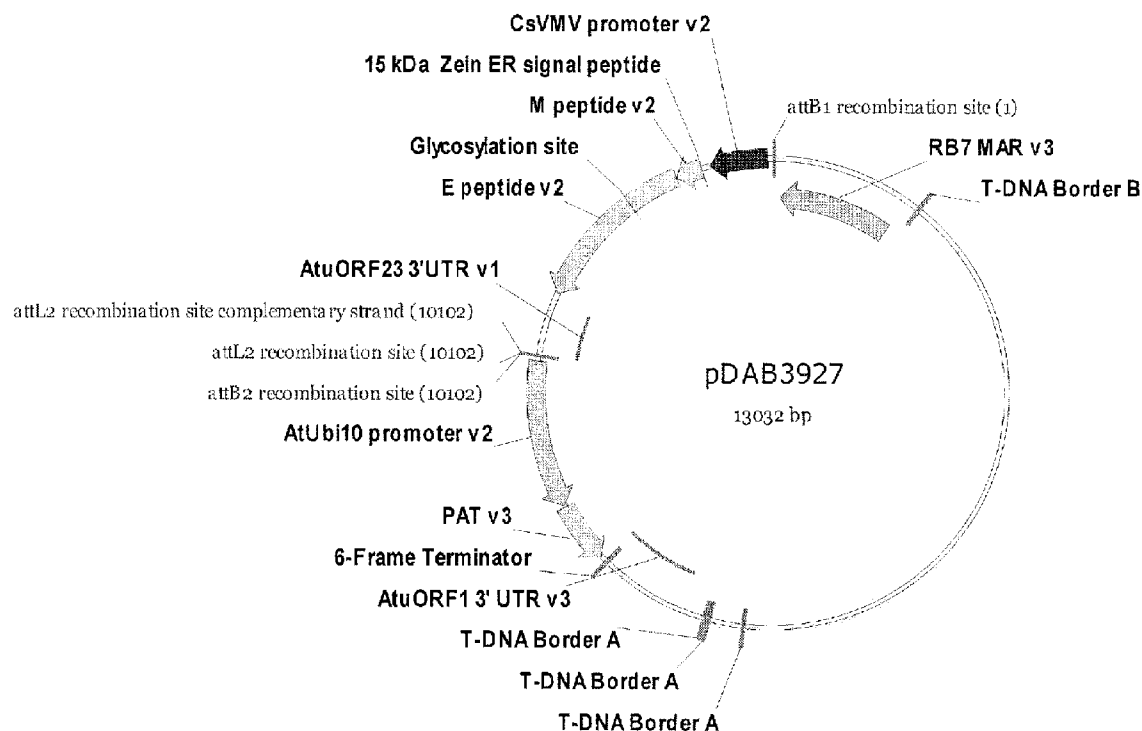 CsVMV promoter v2
15 kDa Zein ER signal peptide
M peptide v2
attB1 recombination site (1)
Glycosylation site
RB7 MAR v3
E peptide v2
T-DNA Border B
AtuORF23 3'UTR v1
attL2 recombination site complementary strand (10102)
attL2 recombination site (10102)
attB2 recombination site (10102)
pDAB3927
13032 bp
AtUbi10 promoter v2
PAT v3
6-Frame Terminator
AtuORF1 3' UTR v3
T-DNA Border A
T-DNA Border A
T-DNA Border A